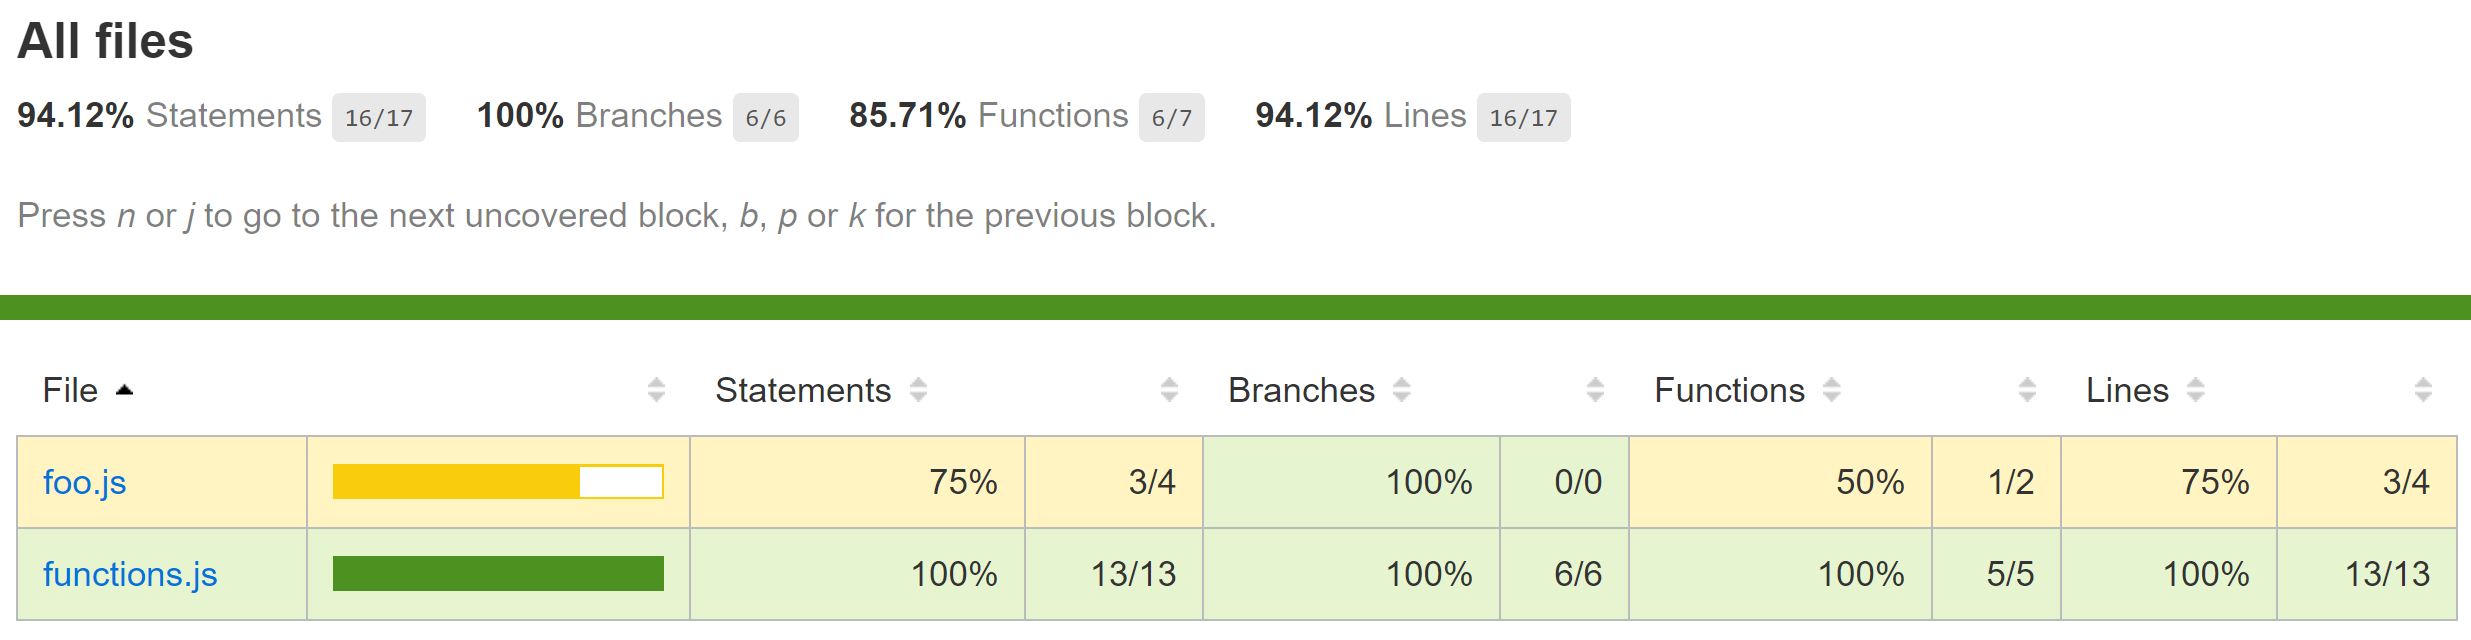 All files
94.12% Statements 16/17 100% Branches 6/6 85.71% Functions 6/7 94.12% Lines 16/17
Press n or j to go to the next uncovered block, b, p or k for the previous block.
File Statements Branches Functions Lines
foo.js 75% 3/4 100% 0/0 50% 1/2 75% 3/4
functions.js 100% 13/13 100% 6/6 100% 5/5 100% 13/13